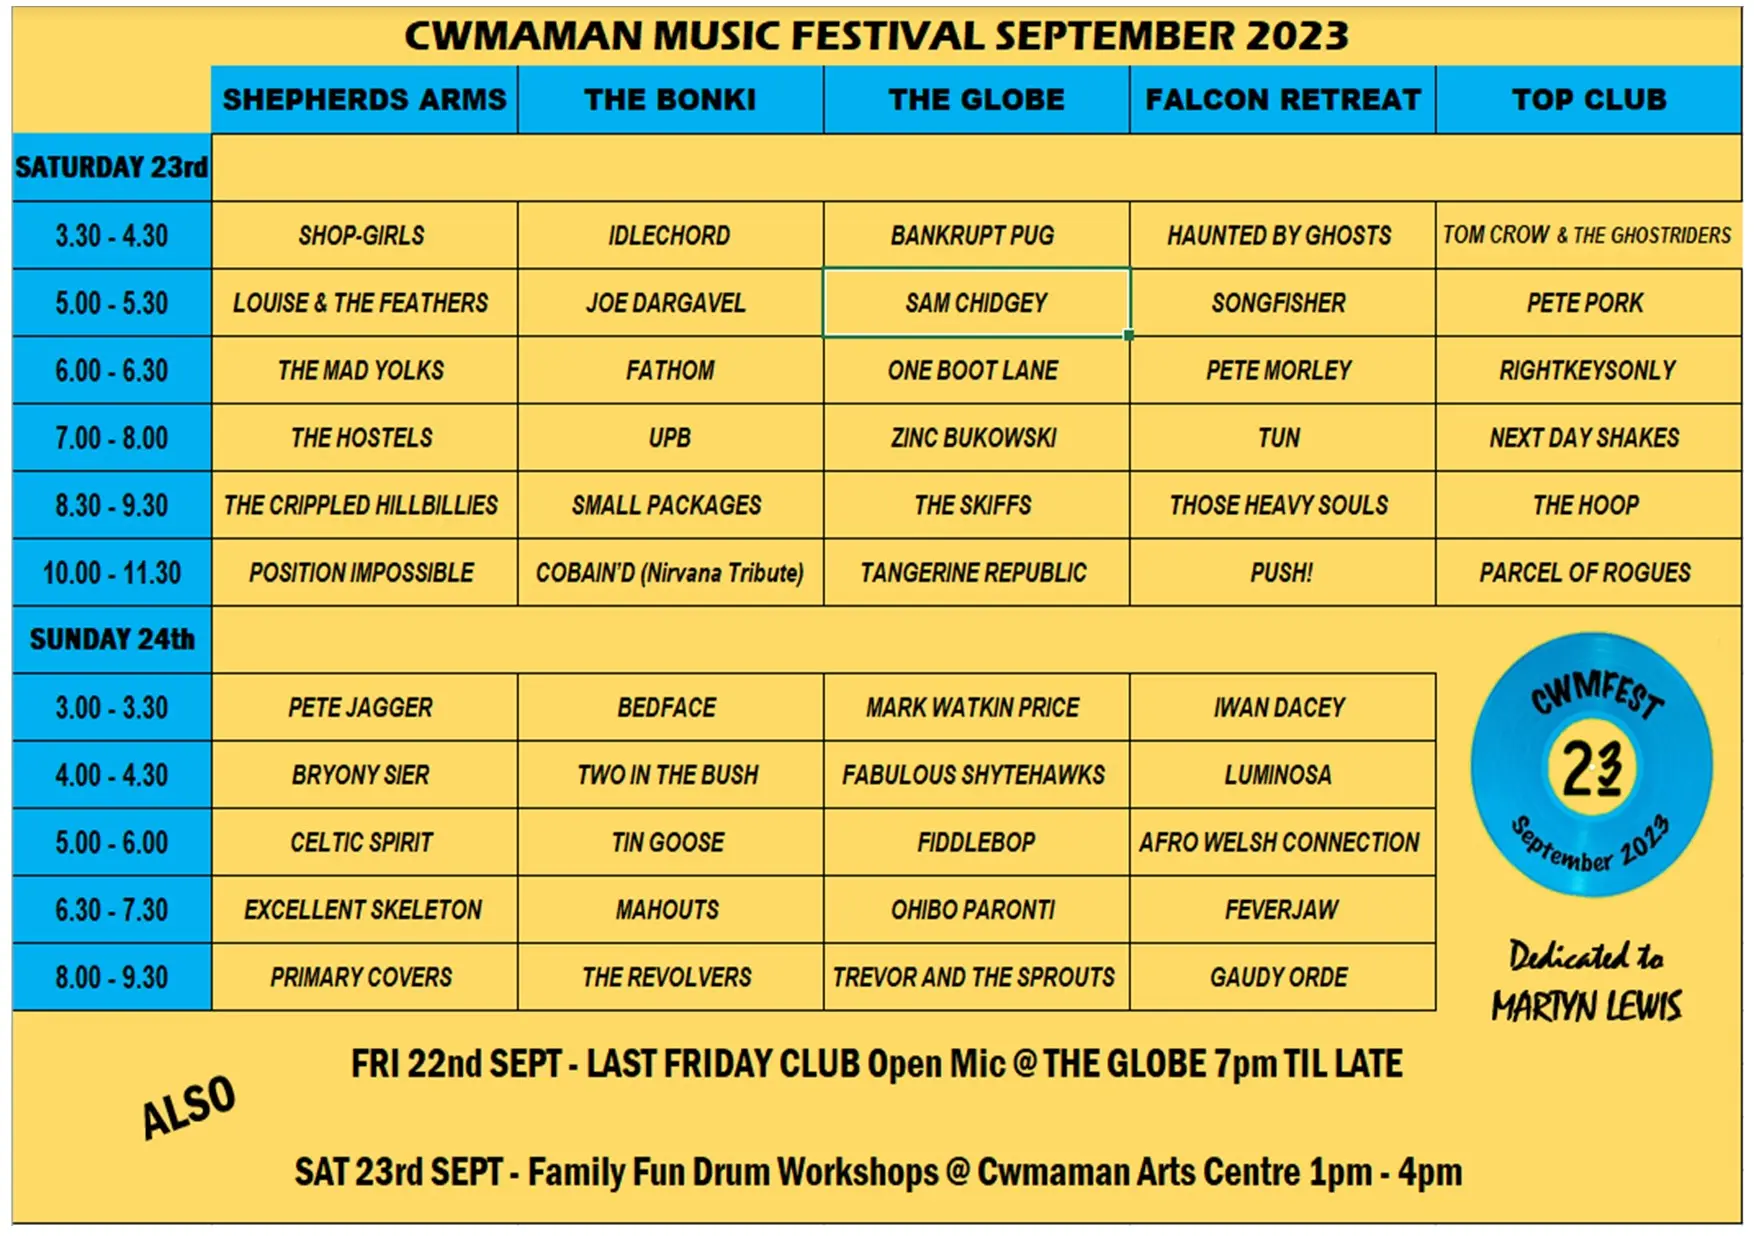 CWMAMAN MUSIC FESTIVAL SEPTEMBER 2023
SHEPHERDS ARMS THE BONKI THE GLOBE FALCON RETREAT TOP CLUB
SATURDAY 23rd
3.30 - 4.30 SHOP-GIRLS IDLECHORD BANKRUPT PUG HAUNTED BY GHOSTS TOM CROW & THE GHOSTRIDERS
5.00 - 5.30 LOUISE & THE FEATHERS JOE DARGAVEL SAM CHIDGEY SONGFISHER PETE PORK
6.00 - 6.30 THE MAD YOLKS FATHOM ONE BOOT LANE PETE MORLEY RIGHTKEYSONLY
7.00 - 8.00 THE HOSTELS UPB ZINC BUKOWSKI TUN NEXT DAY SHAKES
8.30 - 9.30 THE CRIPPLED HILLBILLIES SMALL PACKAGES THE SKIFFS THOSE HEAVY SOULS THE HOOP
10.00 - 11.30 POSITION IMPOSSIBLE COBAIN'D (Nirvana Tribute) TANGERINE REPUBLIC PUSH! PARCEL OF ROGUES
SUNDAY 24th
3.00 - 3.30 PETE JAGGER BEDFACE MARK WATKIN PRICE IWAN DACEY
4.00 - 4.30 BRYONY SIER TWO IN THE BUSH FABULOUS SHYTEHAWKS LUMINOSA
5.00 - 6.00 CELTIC SPIRIT TIN GOOSE FIDDLEBOP AFRO WELSH CONNECTION
6.30 - 7.30 EXCELLENT SKELETON MAHOUTS OHIBO PARONTI FEVERJAW
8.00 - 9.30 PRIMARY COVERS THE REVOLVERS TREVOR AND THE SPROUTS GAUDY ORDE
CWMFEST
23
September 2023
Dedicated to
MARTYN LEWIS
ALSO
FRI 22nd SEPT - LAST FRIDAY CLUB Open Mic @ THE GLOBE 7pm TIL LATE
SAT 23rd SEPT - Family Fun Drum Workshops @ Cwmaman Arts Centre 1pm - 4pm